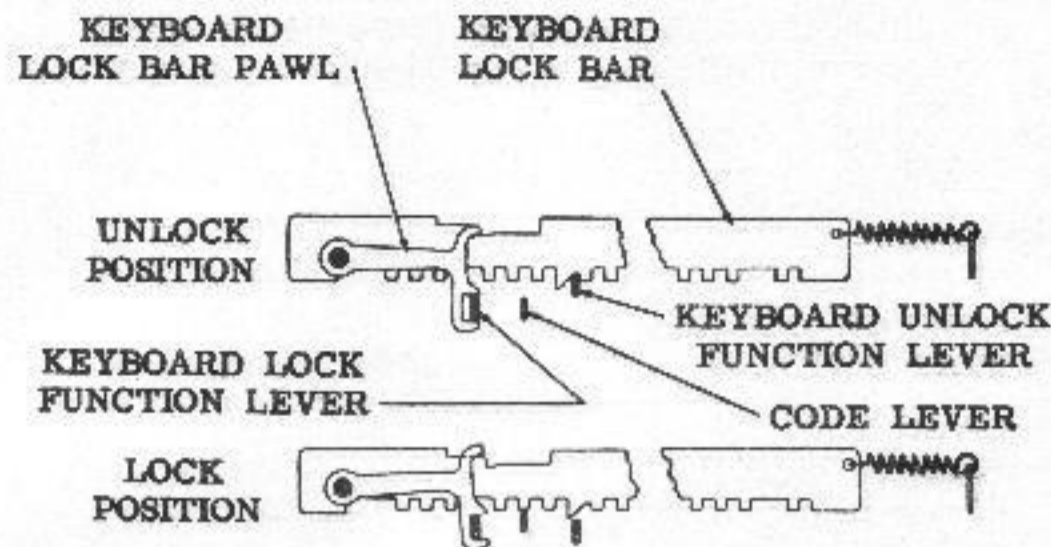 KEYBOARD
LOCK BAR PAWL
KEYBOARD
LOCK BAR
UNLOCK
POSITION
KEYBOARD UNLOCK
FUNCTION LEVER
KEYBOARD LOCK
FUNCTION LEVER
CODE LEVER
LOCK
POSITION